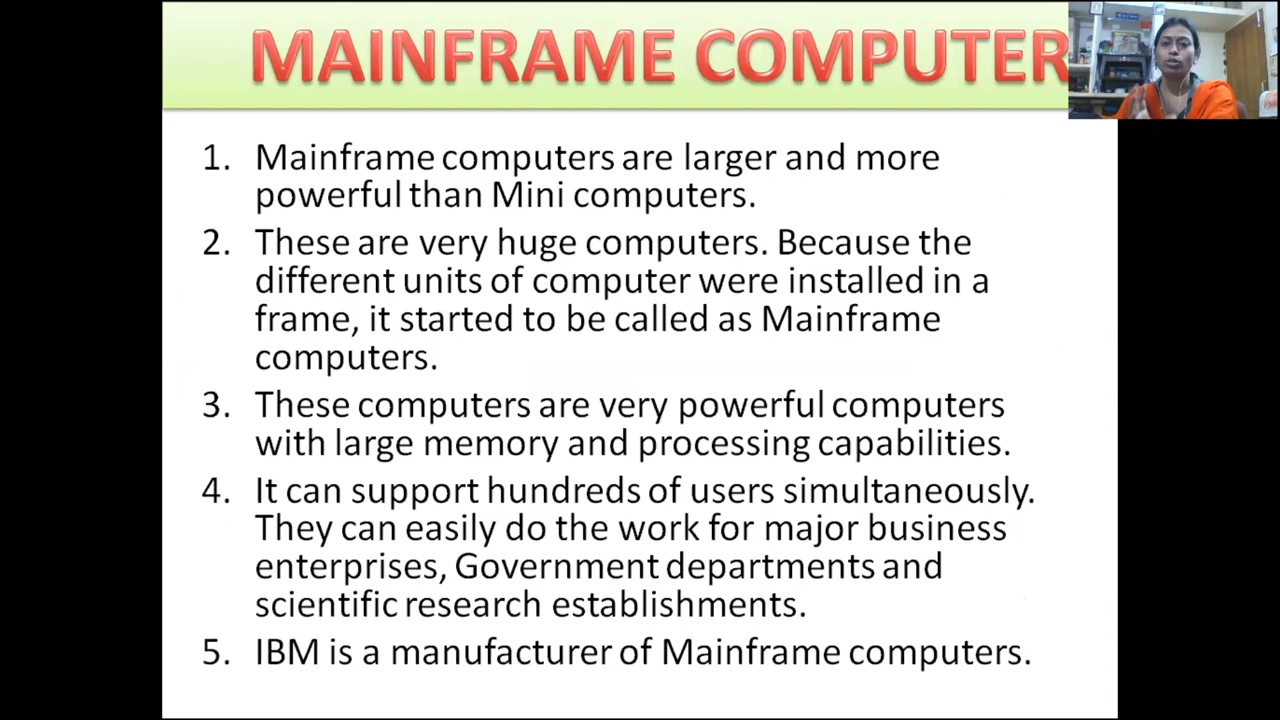 MAINFRAME COMPUTER
1. Mainframe computers are larger and more
powerful than Mini computers.
2. These are very huge computers. Because the
different units of computer were installed in a
frame, it started to be called as Mainframe
computers.
3. These computers are very powerful computers
with large memory and processing capabilities.
4. It can support hundreds of users simultaneously.
They can easily do the work for major business
enterprises, Government departments and
scientific research establishments.
5. IBM is a manufacturer of Mainframe computers.